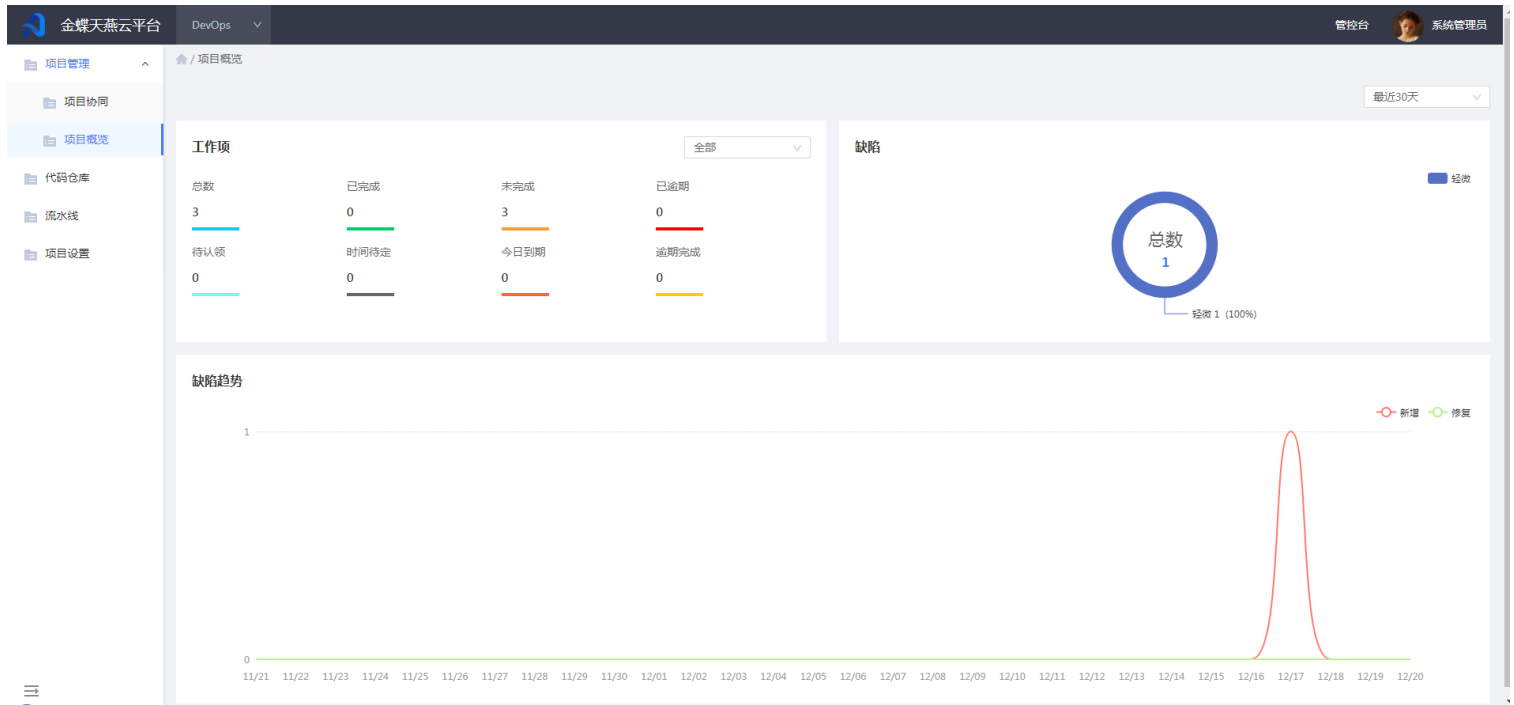 金蝶天燕云平台
DevOps
管控台
系统管理员
项目管理
项目协同
项目概览
代码仓库
流水线
项目设置
/ 项目概览
最近30天
工作项
全部
总数 已完成 未完成 已逾期
3 0 3 0
待认领 时间待定 今日到期 逾期完成
0 0 0 0
缺陷
轻微
总数
1
轻微 1 (100%)
缺陷趋势
新增 修复
1
0
11/21 11/22 11/23 11/24 11/25 11/26 11/27 11/28 11/29 11/30 12/01 12/02 12/03 12/04 12/05 12/06 12/07 12/08 12/09 12/10 12/11 12/12 12/13 12/14 12/15 12/16 12/17 12/18 12/19 12/20